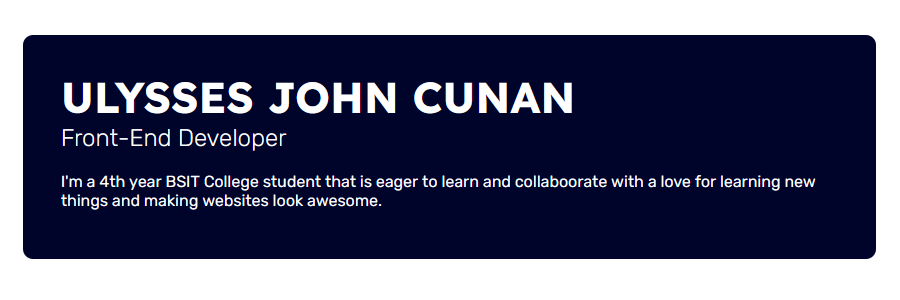 ULYSSES JOHN CUNAN
Front-End Developer
I'm a 4th year BSIT College student that is eager to learn and collaboorate with a love for learning new
things and making websites look awesome.